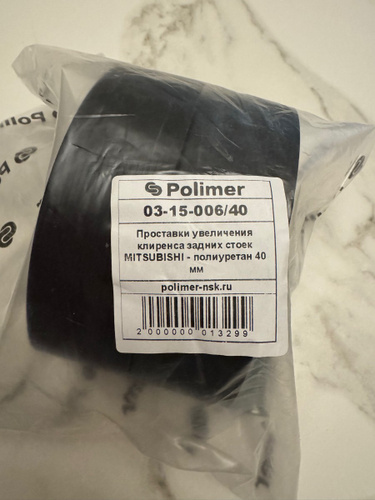 Polimer
Polimer
03-15-006/40
Проставки увеличения
клиренса задних стоек
MITSUBISHI - полиуретан 40
мм
polimer-nsk.ru
2 000000 013299